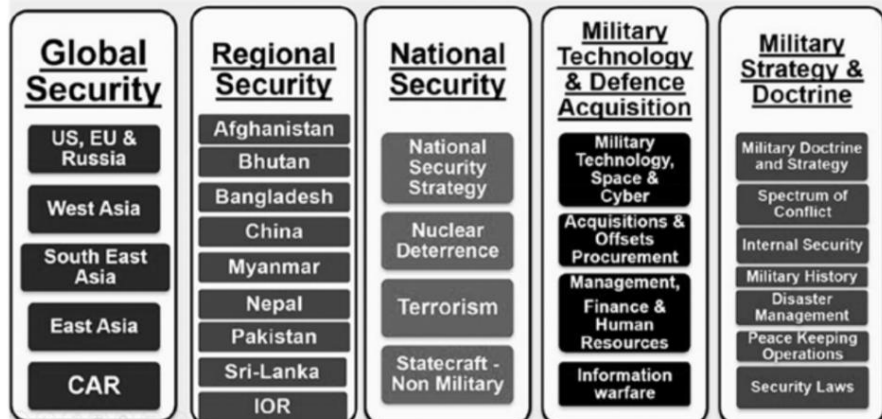 Global
Security
US, EU &
Russia
West Asia
South East
Asia
East Asia
CAR
Regional
Security
Afghanistan
Bhutan
Bangladesh
China
Myanmar
Nepal
Pakistan
Sri-Lanka
IOR
National
Security
National
Security
Strategy
Nuclear
Deterrence
Terrorism
Statecraft -
Non Military
Military
Technology
& Defence
Acquisition
Military
Technology,
Space &
Cyber
Acquisitions &
Offsets
Procurement
Management,
Finance &
Human
Resources
Information
warfare
Military
Strategy &
Doctrine
Military Doctrine
and Strategy
Spectrum of
Conflict
Internal Security
Military History
Disaster
Management
Peace Keeping
Operations
Security Laws